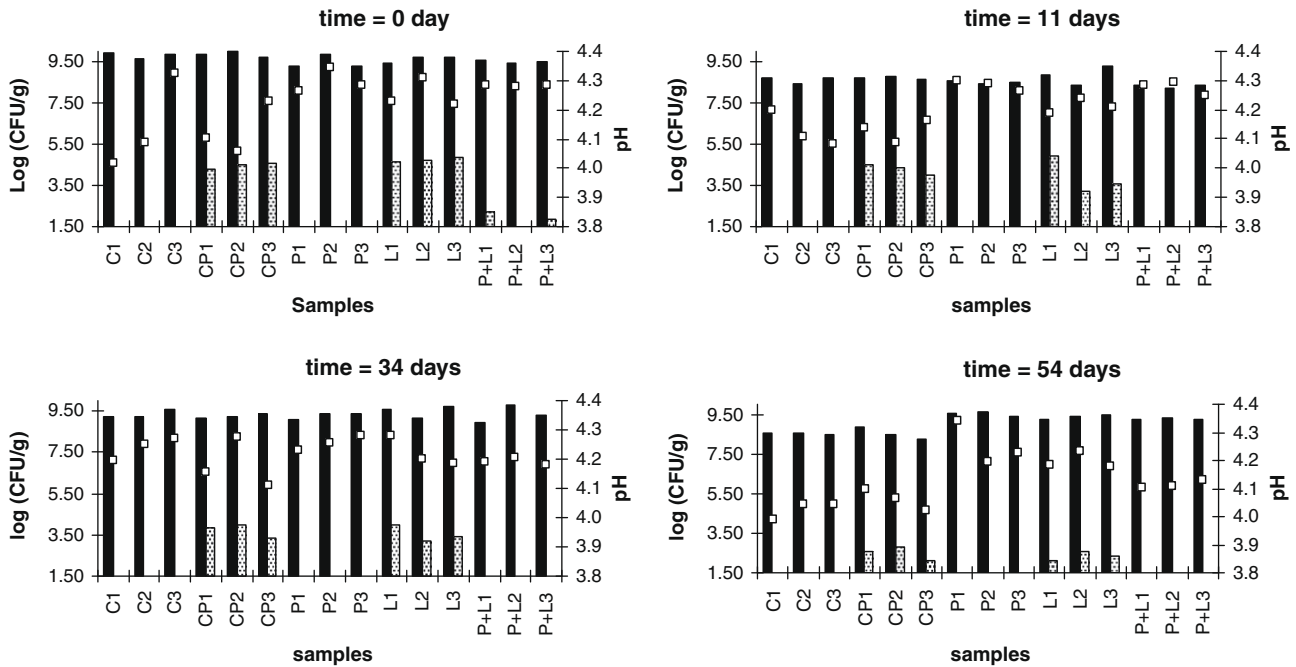 time = 0 day
Log (CFU/g)
9.50
7.50
5.50
3.50
1.50
4.4
4.3
4.2
4.1
4.0
3.9
3.8
pH
C1
C2
C3
CP1
CP2
CP3
P1
P2
P3
L1
L2
L3
P+L1
P+L2
P+L3
Samples
time = 11 days
Log (CFU/g)
9.50
7.50
5.50
3.50
1.50
4.4
4.3
4.2
4.1
4.0
3.9
3.8
pH
C1
C2
C3
CP1
CP2
CP3
P1
P2
P3
L1
L2
L3
P+L1
P+L2
P+L3
samples
time = 34 days
log (CFU/g)
9.50
7.50
5.50
3.50
1.50
4.4
4.3
4.2
4.1
4.0
3.9
3.8
pH
C1
C2
C3
CP1
CP2
CP3
P1
P2
P3
L1
L2
L3
P+L1
P+L2
P+L3
samples
time = 54 days
log (CFU/g)
9.50
7.50
5.50
3.50
1.50
4.4
4.3
4.2
4.1
4.0
3.9
3.8
pH
C1
C2
C3
CP1
CP2
CP3
P1
P2
P3
L1
L2
L3
P+L1
P+L2
P+L3
samples